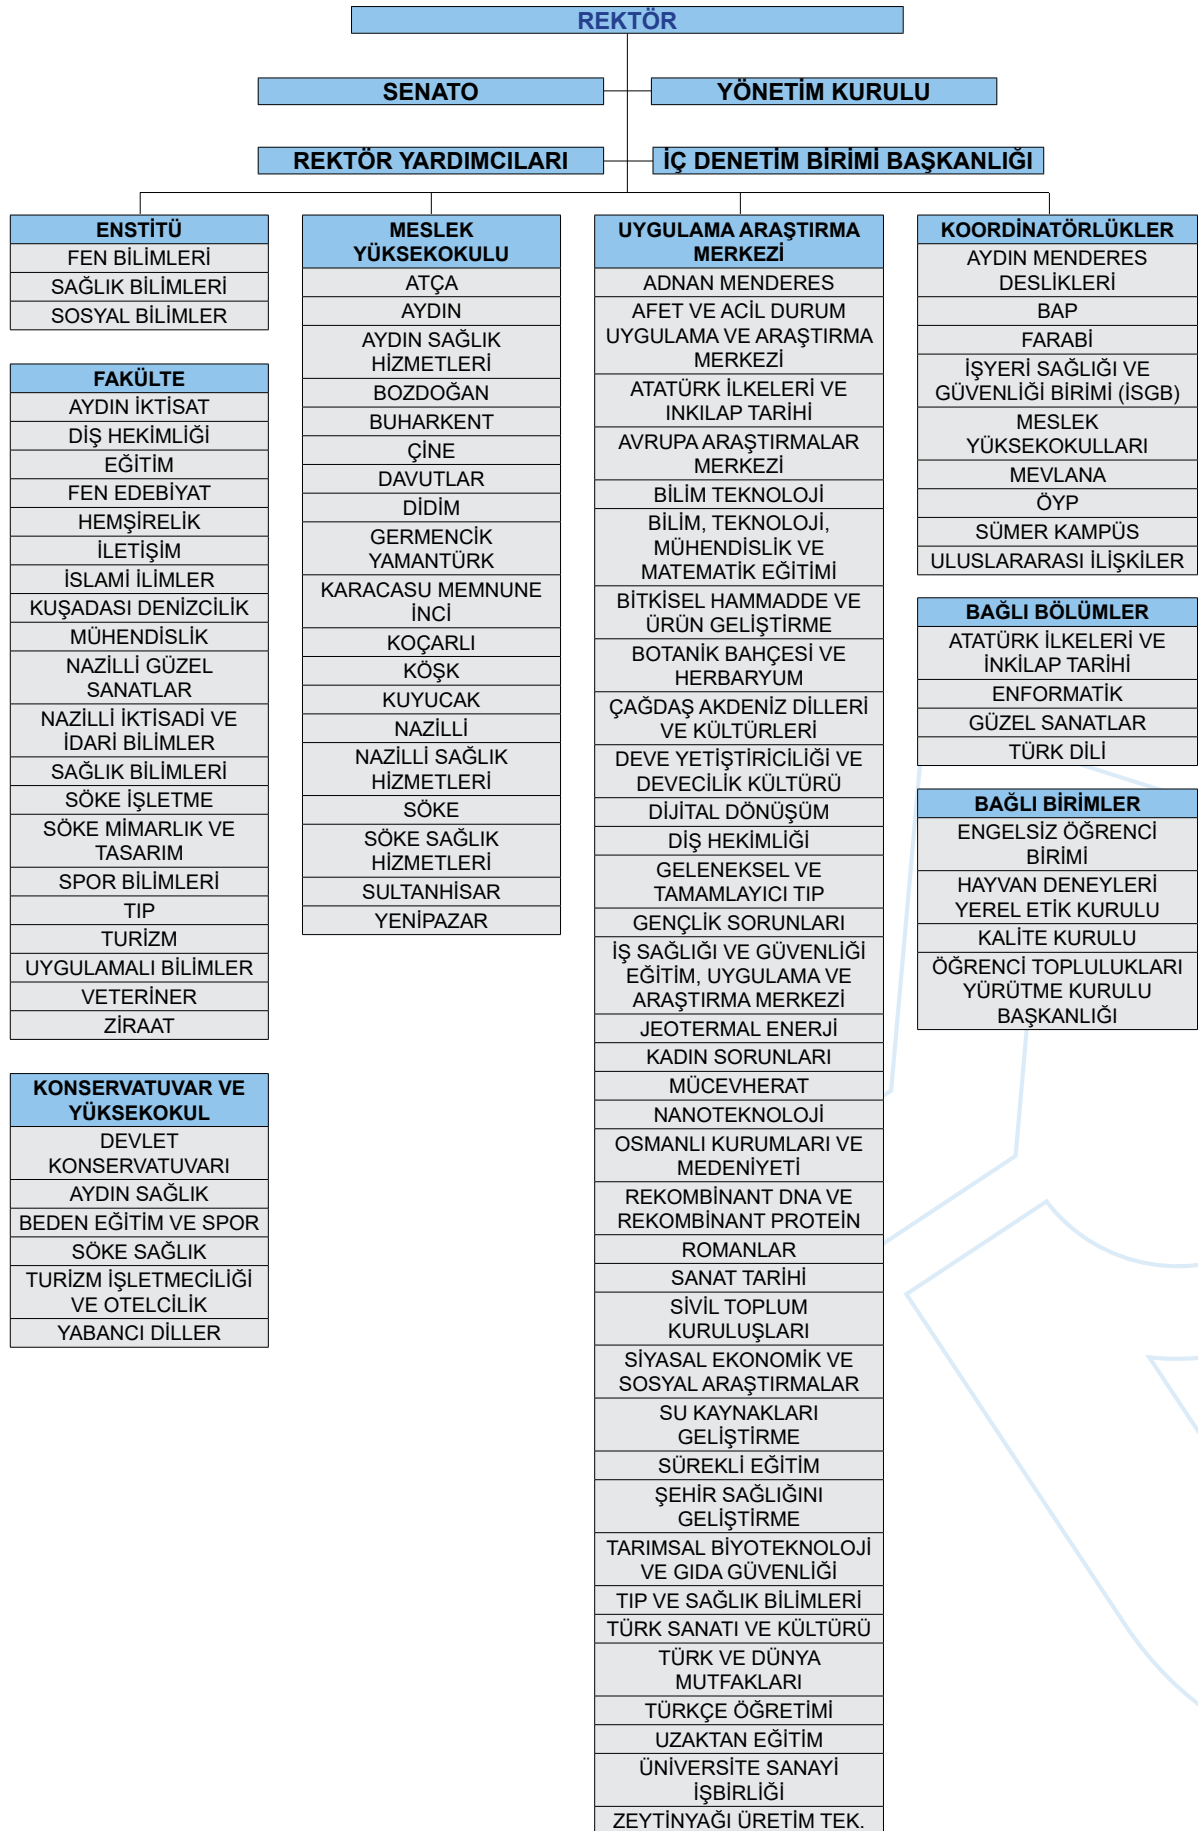 REKTÖR
SENATO
YÖNETİM KURULU
REKTÖR YARDIMCILARI
İÇ DENETİM BİRİMİ BAŞKANLIĞI
ENSTİTÜ
FEN BİLİMLERİ
SAĞLIK BİLİMLERİ
SOSYAL BİLİMLER
FAKÜLTE
AYDIN İKTİSAT
DİŞ HEKİMLİĞİ
EĞİTİM
FEN EDEBİYAT
HEMŞİRELİK
İLETİŞİM
İSLAMİ İLİMLER
KUŞADASI DENİZCİLİK
MÜHENDİSLİK
NAZİLLİ GÜZEL
SANATLAR
NAZİLLİ İKTİSADİ VE
İDARİ BİLİMLER
SAĞLIK BİLİMLERİ
SÖKE İŞLETME
SÖKE MİMARLIK VE
TASARIM
SPOR BİLİMLERİ
TIP
TURİZM
UYGULAMALI BİLİMLER
VETERİNER
ZİRAAT
KONSERVATUVAR VE
YÜKSEKOKUL
DEVLET
KONSERVATUVARI
AYDIN SAĞLIK
BEDEN EĞİTİM VE SPOR
SÖKE SAĞLIK
TURİZM İŞLETMECİLİĞİ
VE OTELCİLİK
YABANCI DİLLER
MESLEK
YÜKSEKOKULU
ATÇA
AYDIN
AYDIN SAĞLIK
HİZMETLERİ
BOZDOĞAN
BUHARKENT
ÇİNE
DAVUTLAR
DİDİM
GERMENCİK
YAMANTÜRK
KARACASU MEMNUNE
İNCİ
KOÇARLI
KÖŞK
KUYUCAK
NAZİLLİ
NAZİLLİ SAĞLIK
HİZMETLERİ
SÖKE
SÖKE SAĞLIK
HİZMETLERİ
SULTANHİSAR
YENİPAZAR
UYGULAMA ARAŞTIRMA
MERKEZİ
ADNAN MENDERES
AFET VE ACİL DURUM
UYGULAMA VE ARAŞTIRMA
MERKEZİ
ATATÜRK İLKELERİ VE
INKILAP TARİHİ
AVRUPA ARAŞTIRMALAR
MERKEZİ
BİLİM TEKNOLOJİ
BİLİM, TEKNOLOJİ,
MÜHENDİSLİK VE
MATEMATİK EĞİTİMİ
BİTKİSEL HAMMADDE VE
ÜRÜN GELİŞTİRME
BOTANİK BAHÇESİ VE
HERBARYUM
ÇAĞDAŞ AKDENİZ DİLLERİ
VE KÜLTÜRLERİ
DEVE YETİŞTİRİCİLİĞİ VE
DEVECİLİK KÜLTÜRÜ
DİJİTAL DÖNÜŞÜM
DİŞ HEKİMLİĞİ
GELENEKSEL VE
TAMAMLAYICI TIP
GENÇLİK SORUNLARI
İŞ SAĞLIĞI VE GÜVENLİĞİ
EĞİTİM, UYGULAMA VE
ARAŞTIRMA MERKEZİ
JEOTERMAL ENERJİ
KADIN SORUNLARI
MÜCEVHERAT
NANOTEKNOLOJİ
OSMANLI KURUMLARI VE
MEDENİYETİ
REKOMBİNANT DNA VE
REKOMBİNANT PROTEİN
ROMANLAR
SANAT TARİHİ
SİVİL TOPLUM
KURULUŞLARI
SİYASAL EKONOMİK VE
SOSYAL ARAŞTIRMALAR
SU KAYNAKLARI
GELİŞTİRME
SÜREKLİ EĞİTİM
ŞEHİR SAĞLIĞINI
GELİŞTİRME
TARIMSAL BİYOTEKNOLOJİ
VE GIDA GÜVENLİĞİ
TIP VE SAĞLIK BİLİMLERİ
TÜRK SANATI VE KÜLTÜRÜ
TÜRK VE DÜNYA
MUTFAKLARI
TÜRKÇE ÖĞRETİMİ
UZAKTAN EĞİTİM
ÜNİVERSİTE SANAYİ
İŞBİRLİĞİ
ZEYTİNYAĞI ÜRETİM TEK.
KOORDİNATÖRLÜKLER
AYDIN MENDERES
DESLİKLERİ
BAP
FARABİ
İŞYERİ SAĞLIĞI VE
GÜVENLİĞİ BİRİMİ (İSGB)
MESLEK
YÜKSEKOKULLARI
MEVLANA
ÖYP
SÜMER KAMPÜS
ULUSLARARASI İLİŞKİLER
BAĞLI BÖLÜMLER
ATATÜRK İLKELERİ VE
İNKİLAP TARİHİ
ENFORMATİK
GÜZEL SANATLAR
TÜRK DİLİ
BAĞLI BİRİMLER
ENGELSİZ ÖĞRENCİ
BİRİMİ
HAYVAN DENEYLERİ
YEREL ETİK KURULU
KALİTE KURULU
ÖĞRENCİ TOPLULUKLARI
YÜRÜTME KURULU
BAŞKANLIĞI